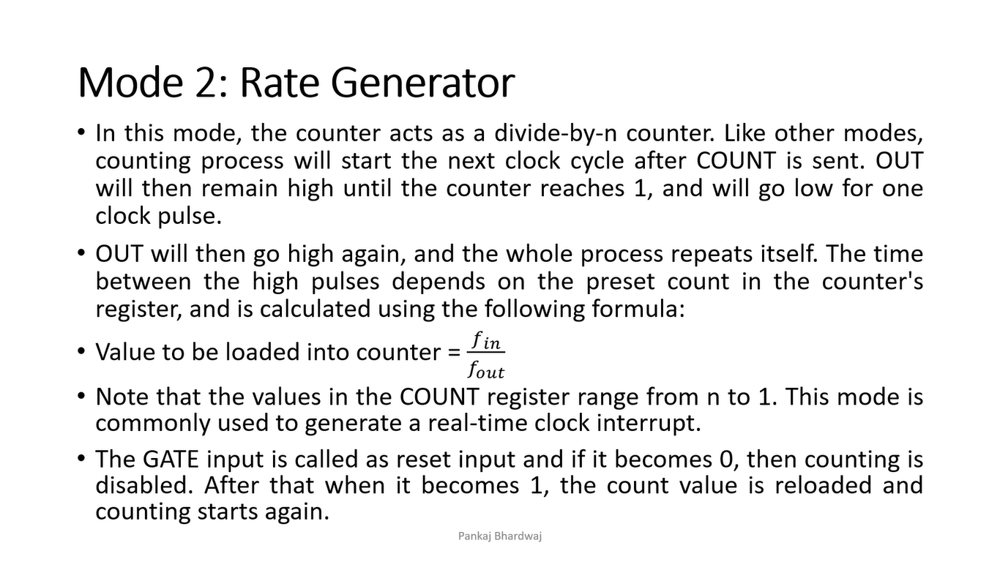 Mode 2: Rate Generator
• In this mode, the counter acts as a divide-by-n counter. Like other modes,
counting process will start the next clock cycle after COUNT is sent. OUT
will then remain high until the counter reaches 1, and will go low for one
clock pulse.
• OUT will then go high again, and the whole process repeats itself. The time
between the high pulses depends on the preset count in the counter's
register, and is calculated using the following formula:
• Value to be loaded into counter = f_in / f_out
• Note that the values in the COUNT register range from n to 1. This mode is
commonly used to generate a real-time clock interrupt.
• The GATE input is called as reset input and if it becomes 0, then counting is
disabled. After that when it becomes 1, the count value is reloaded and
counting starts again.
Pankaj Bhardwaj